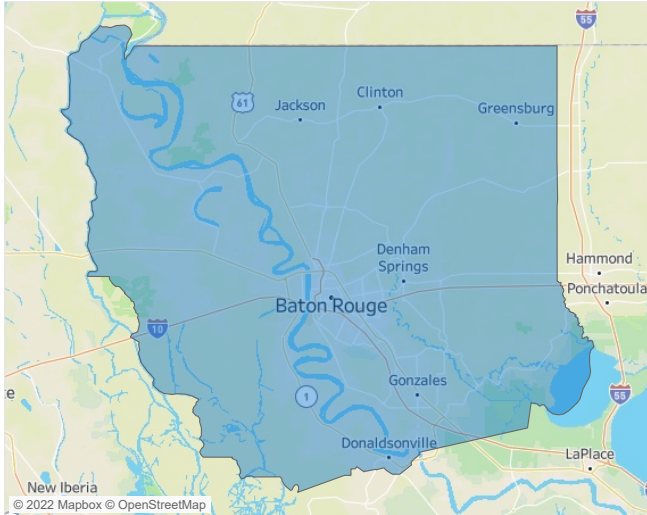 55
61
Jackson
Clinton
Greensburg
Denham
Springs
Hammond
Ponchatoula
Baton Rouge
10
Gonzales
1
55
Donaldsonville
LaPlace
New Iberia
© 2022 Mapbox © OpenStreetMap